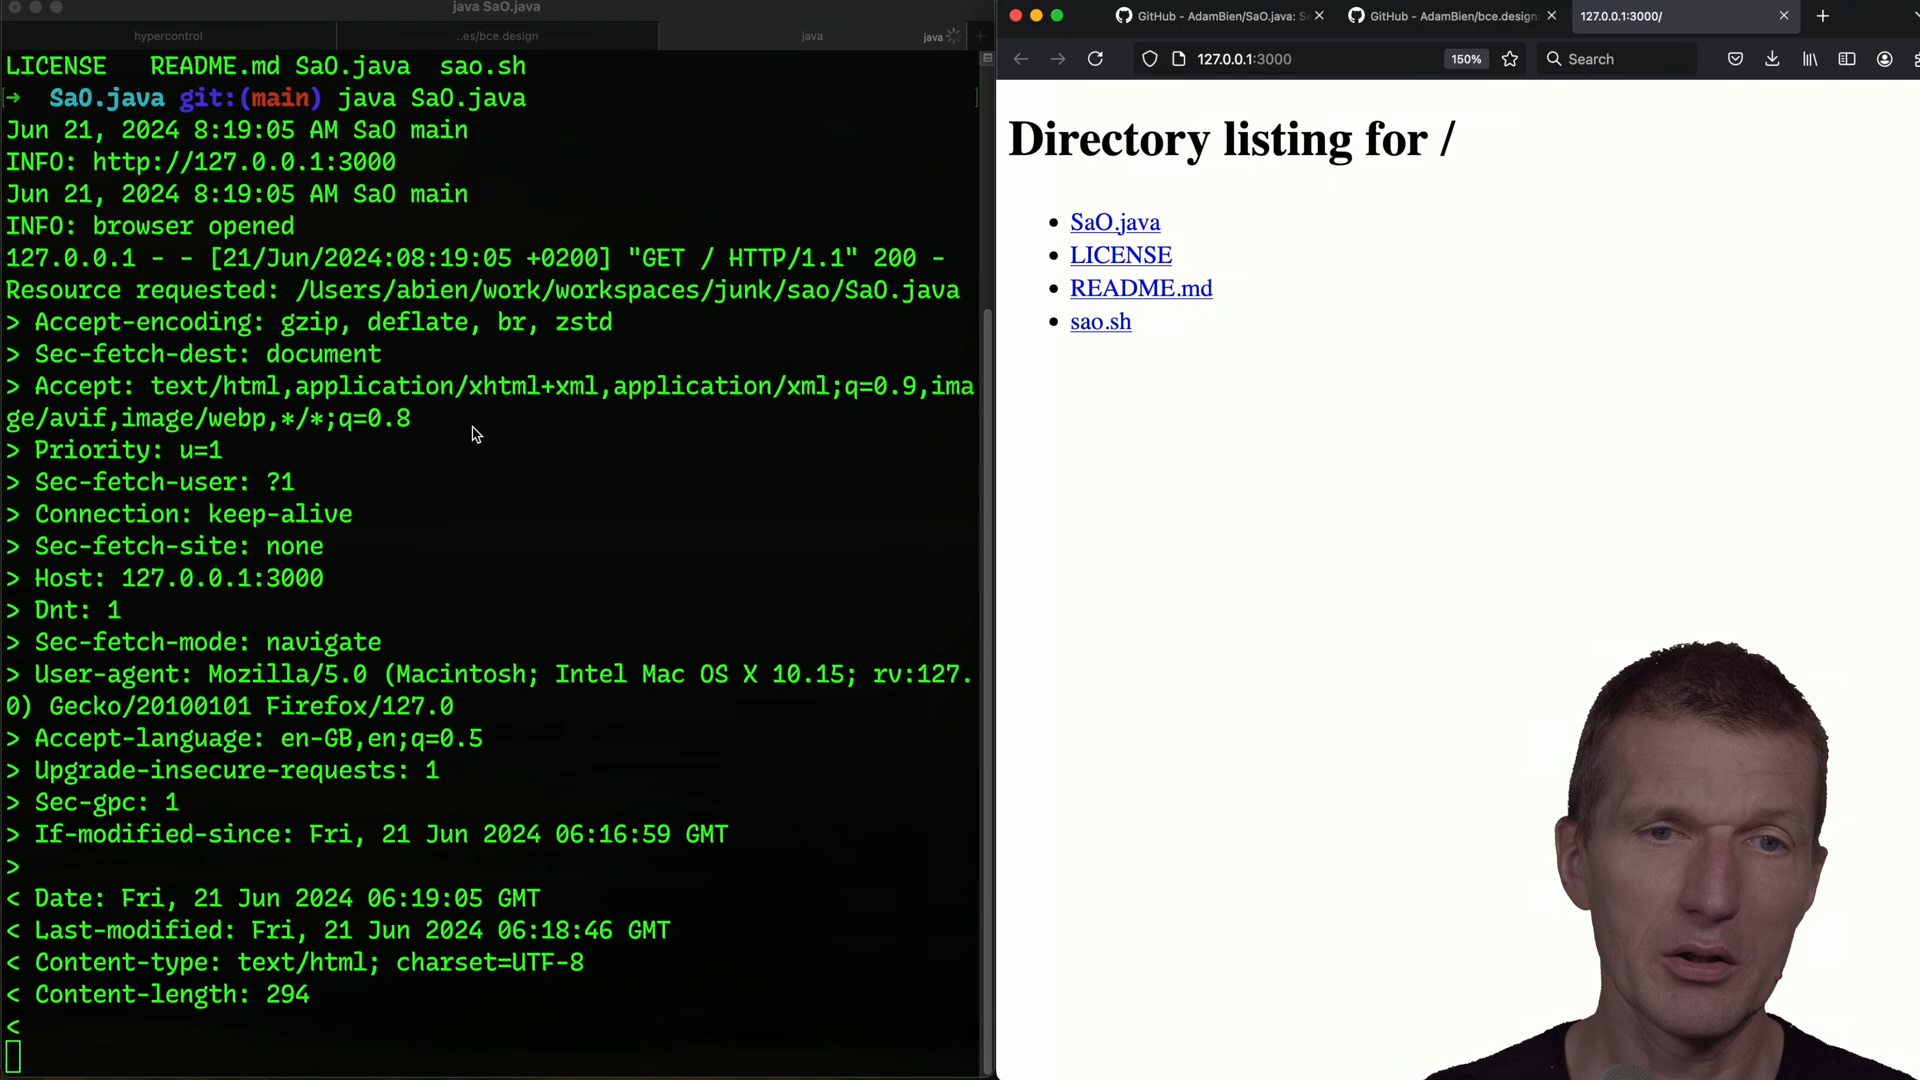 java SaO.java
hypercontrol
..es/bce.design
java
java
LICENSE README.md SaO.java sao.sh
→ SaO.java git:(main) java SaO.java
Jun 21, 2024 8:19:05 AM SaO main
INFO: http://127.0.0.1:3000
Jun 21, 2024 8:19:05 AM SaO main
INFO: browser opened
127.0.0.1 - - [21/Jun/2024:08:19:05 +0200] "GET / HTTP/1.1" 200 -
Resource requested: /Users/abien/work/workspaces/junk/sao/SaO.java
> Accept-encoding: gzip, deflate, br, zstd
> Sec-fetch-dest: document
> Accept: text/html,application/xhtml+xml,application/xml;q=0.9,ima
ge/avif,image/webp,*/*;q=0.8
> Priority: u=1
> Sec-fetch-user: ?1
> Connection: keep-alive
> Sec-fetch-site: none
> Host: 127.0.0.1:3000
> Dnt: 1
> Sec-fetch-mode: navigate
> User-agent: Mozilla/5.0 (Macintosh; Intel Mac OS X 10.15; rv:127.
0) Gecko/20100101 Firefox/127.0
> Accept-language: en-GB,en;q=0.5
> Upgrade-insecure-requests: 1
> Sec-gpc: 1
> If-modified-since: Fri, 21 Jun 2024 06:16:59 GMT
>
< Date: Fri, 21 Jun 2024 06:19:05 GMT
< Last-modified: Fri, 21 Jun 2024 06:18:46 GMT
< Content-type: text/html; charset=UTF-8
< Content-length: 294
<
GitHub - AdamBien/SaO.java: S
GitHub - AdamBien/bce.design:
127.0.0.1:3000/
127.0.0.1:3000
150%
Search
Directory listing for /
• SaO.java
• LICENSE
• README.md
• sao.sh